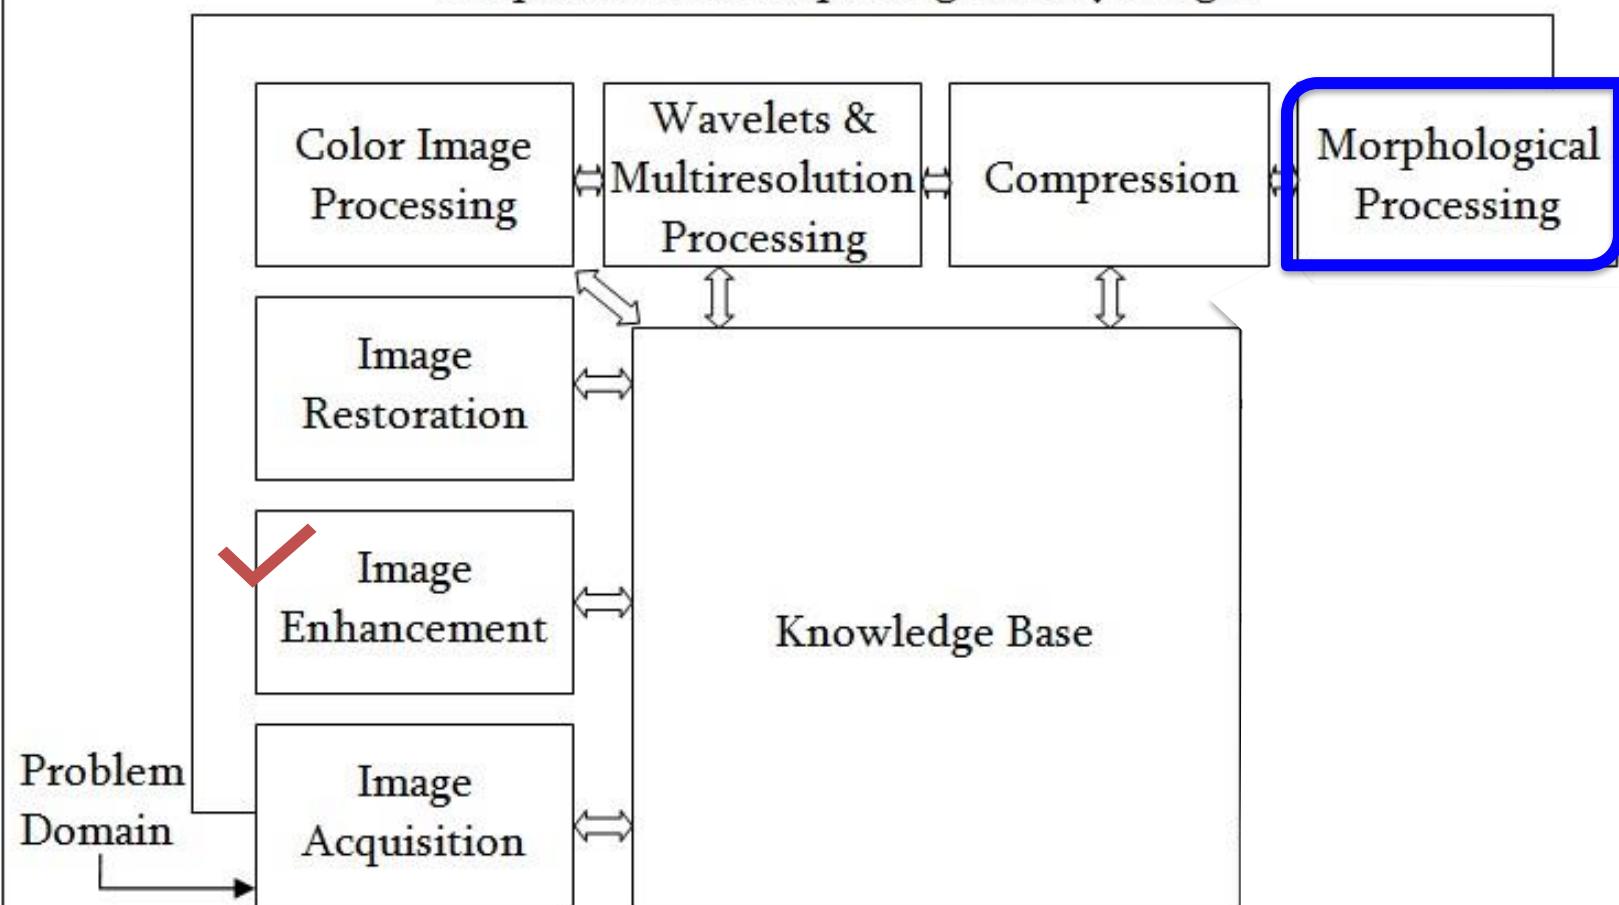 Color Image
Processing
Wavelets &
Multiresolution
Processing
Compression
Morphological
Processing
Image
Restoration
Image
Enhancement
Knowledge Base
Problem
Domain
Image
Acquisition